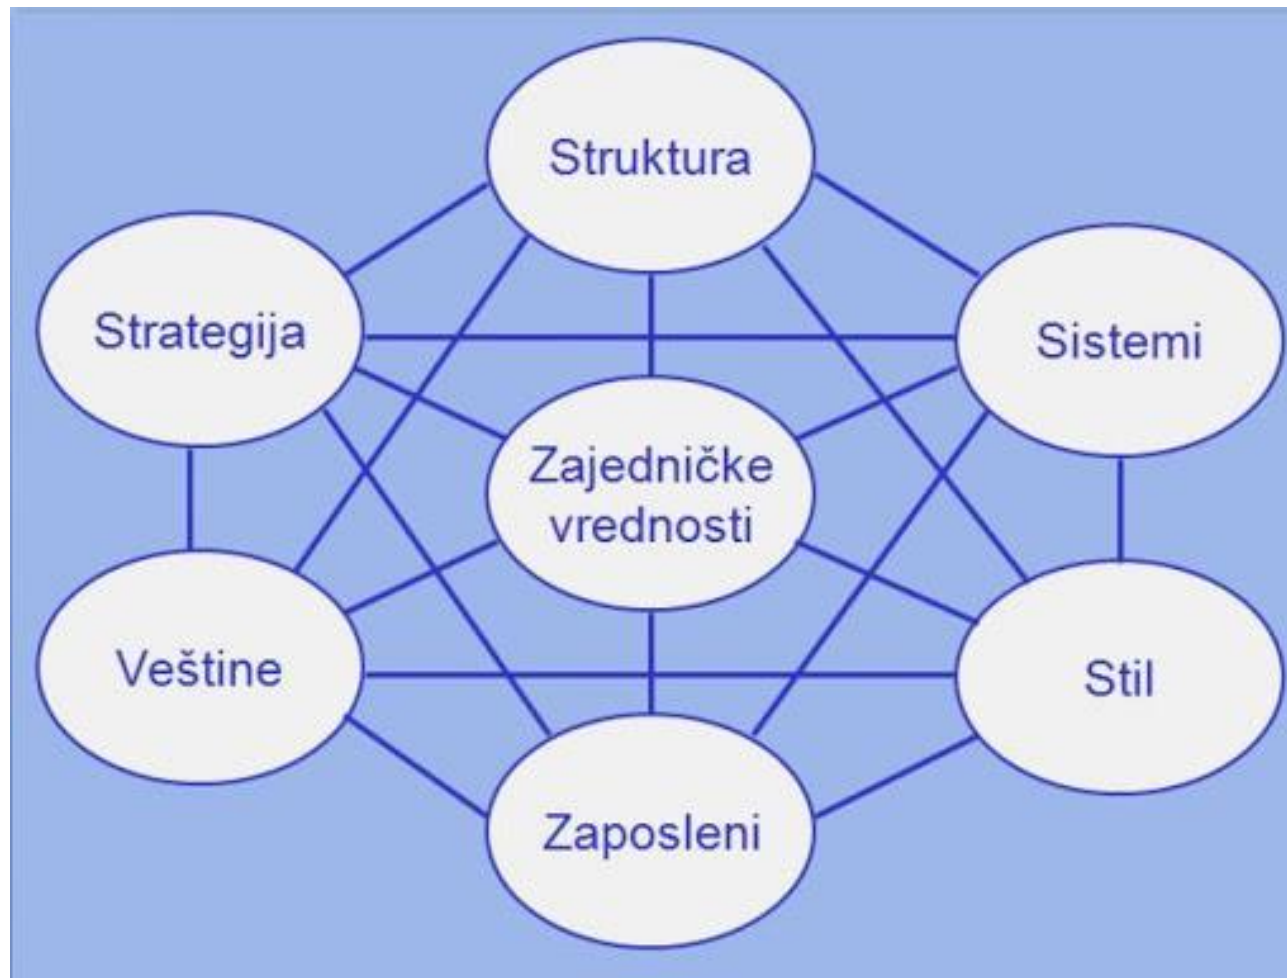 Struktura
Strategija
Sistemi
Zajedničke
vrednosti
Veštine
Stil
Zaposleni